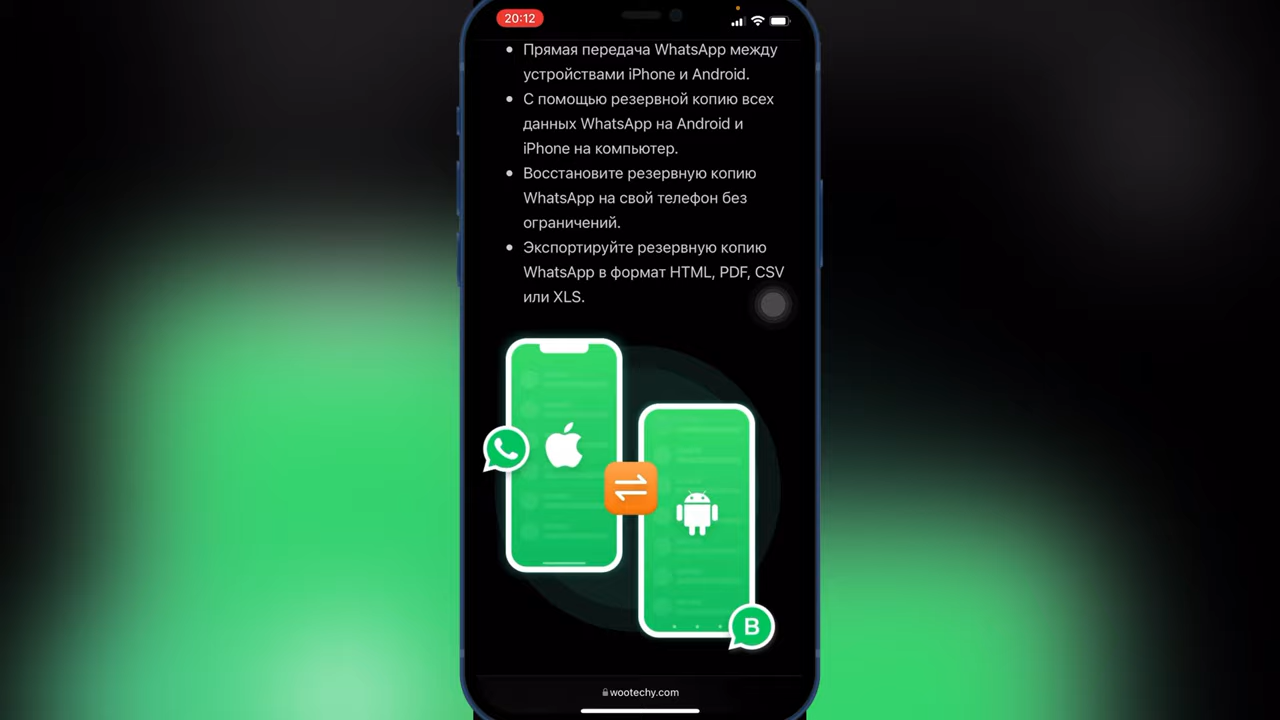 20:12
Прямая передача WhatsApp между
устройствами iPhone и Android.
С помощью резервной копию всех
данных WhatsApp на Android и
iPhone на компьютер.
Восстановите резервную копию
WhatsApp на свой телефон без
ограничений.
Экспортируйте резервную копию
WhatsApp в формат HTML, PDF, CSV
или XLS.
B
wootechy.com